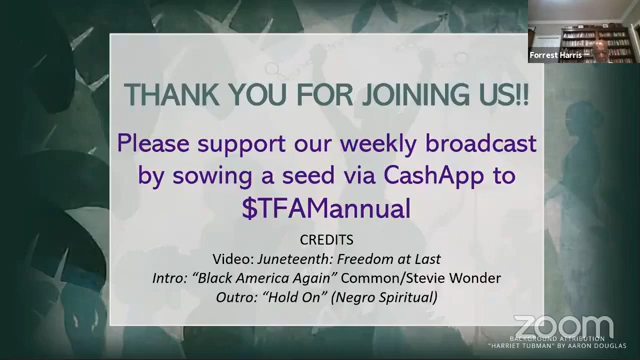 Forrest Harris
THANK YOU FOR JOINING US!!
Please support our weekly broadcast
by sowing a seed via CashApp to
$TFAMannual
CREDITS
Video: Juneteenth: Freedom at Last
Intro: “Black America Again” Common/Stevie Wonder
Outro: “Hold On” (Negro Spiritual)
zoom
BACKGROUND ATTRIBUTION
"HARRIET TUBMAN" BY AARON DOUGLAS